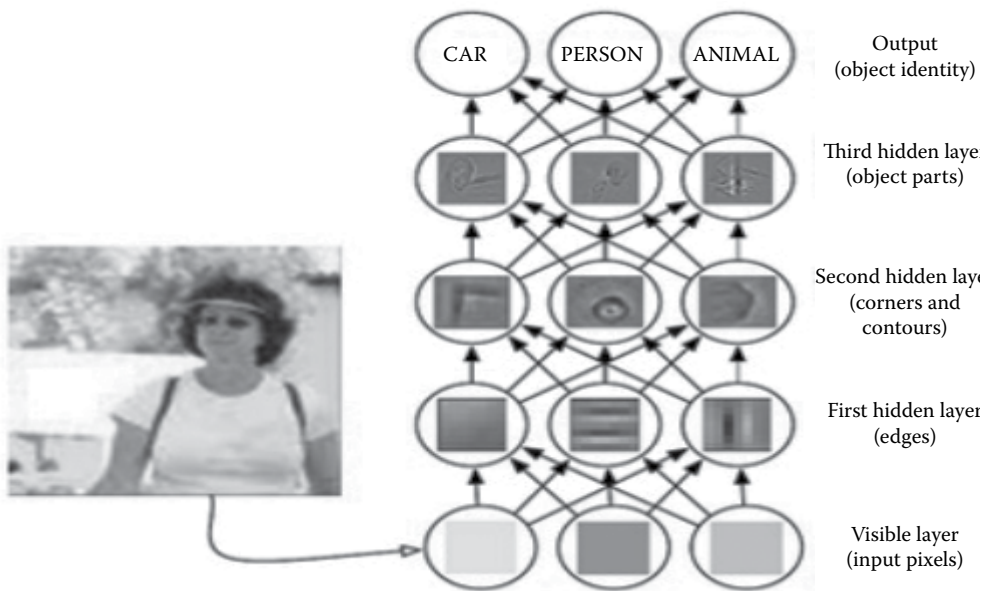 CAR PERSON ANIMAL
Output
(object identity)
Third hidden laye
(object parts)
Second hidden laye
(corners and
contours)
First hidden layer
(edges)
Visible layer
(input pixels)